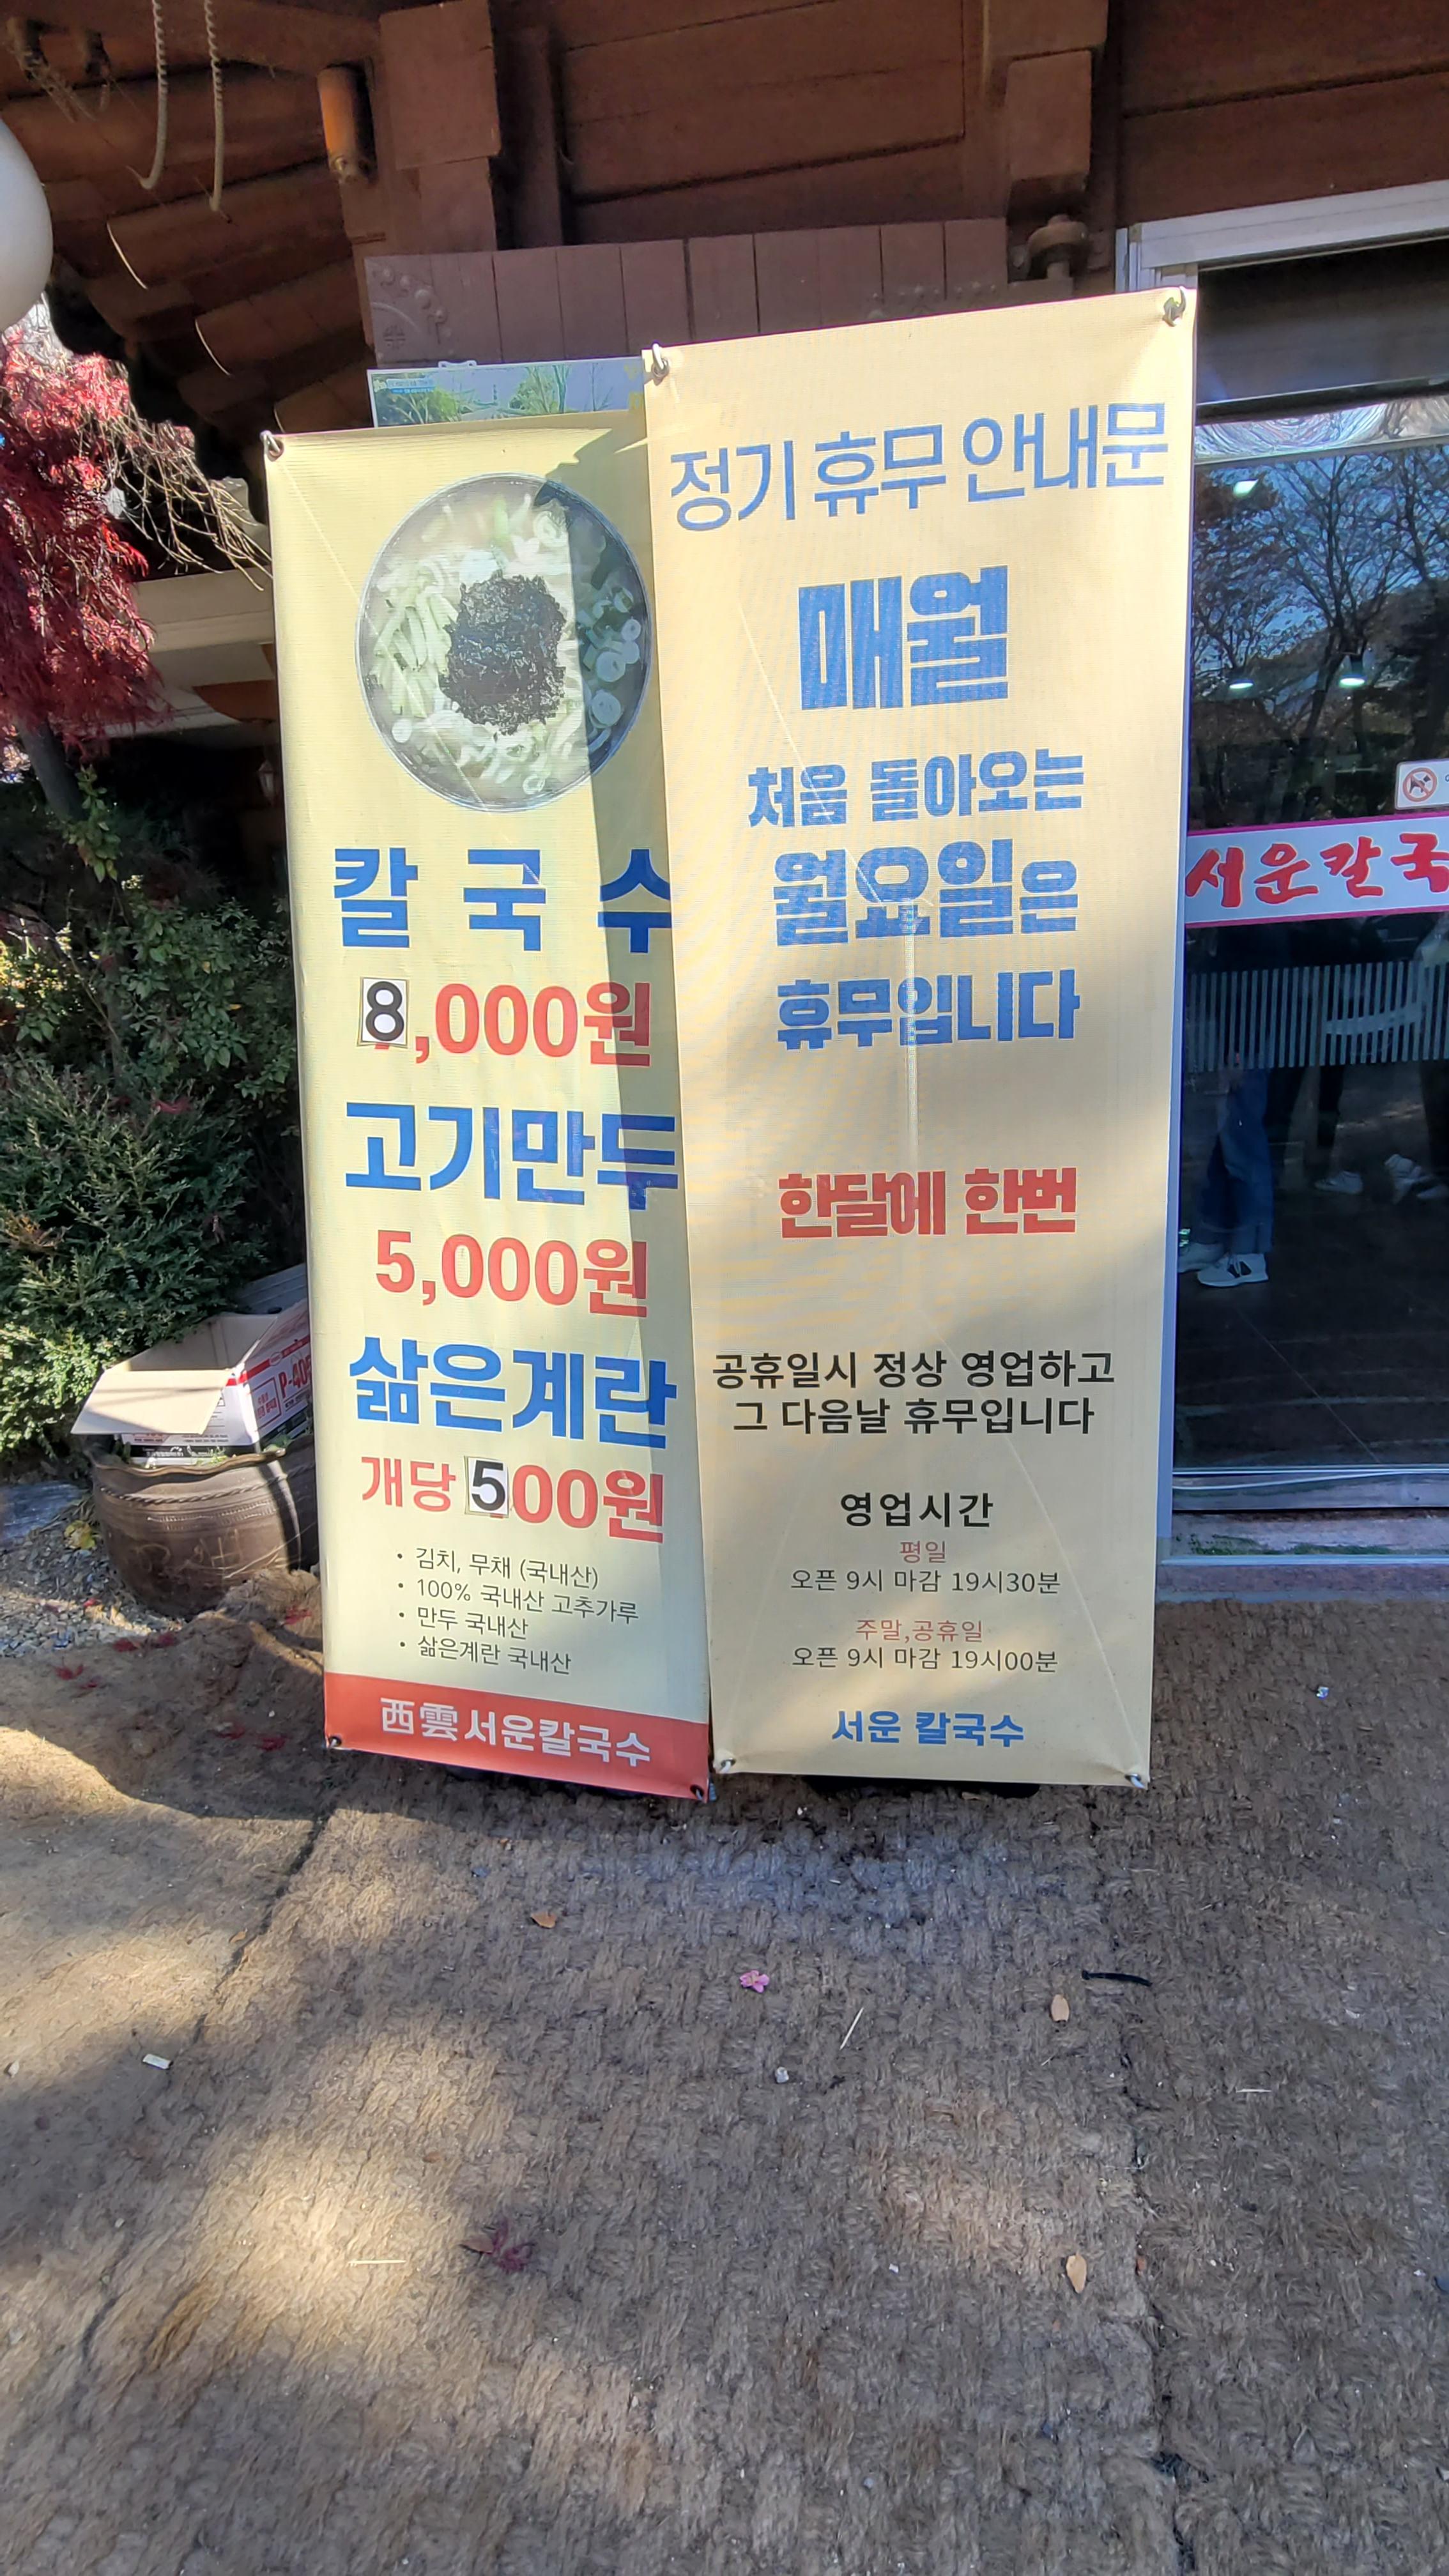 칼국수
8,000원
고기만두
5,000원
삶은계란
개당 500원
• 김치, 무채 (국내산)
• 100% 국내산 고추가루
• 만두 국내산
• 삶은계란 국내산
西雲서운칼국수
정기 휴무 안내문
매월
처음 돌아오는
월요일은
휴무입니다
한달에 한번
공휴일시 정상 영업하고
그 다음날 휴무입니다
영업시간
평일
오픈 9시 마감 19시30분
주말,공휴일
오픈 9시 마감 19시00분
서운 칼국수
서운칼국